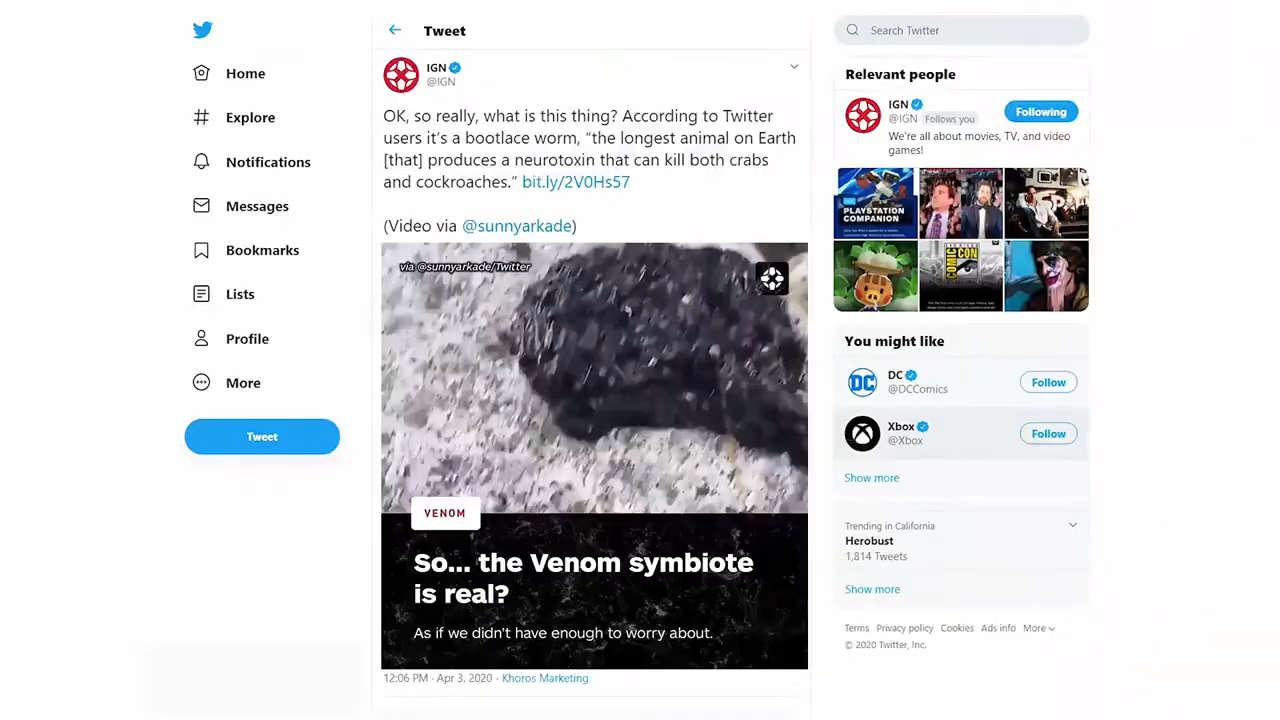 Home
Explore
Notifications
Messages
Bookmarks
Lists
Profile
More
Tweet
Tweet
IGN
@IGN
OK, so really, what is this thing? According to Twitter
users it's a bootlace worm, “the longest animal on Earth
[that] produces a neurotoxin that can kill both crabs
and cockroaches.” bit.ly/2V0Hs57
(Video via @sunnyarkade)
via @sunnyarkade/Twitter
VENOM
So... the Venom symbiote
is real?
As if we didn't have enough to worry about.
12:06 PM · Apr 3, 2020 · Khoros Marketing
Search Twitter
Relevant people
IGN
@IGN Follows you
Following
We're all about movies, TV, and video
games!
PLAYSTATION
COMPANION
COMIC
CON
You might like
DC
@DCComics
Follow
DC
Xbox
@Xbox
Follow
Show more
Trending in California
Herobust
1,814 Tweets
Show more
Terms Privacy policy Cookies Ads info More
© 2020 Twitter, Inc.